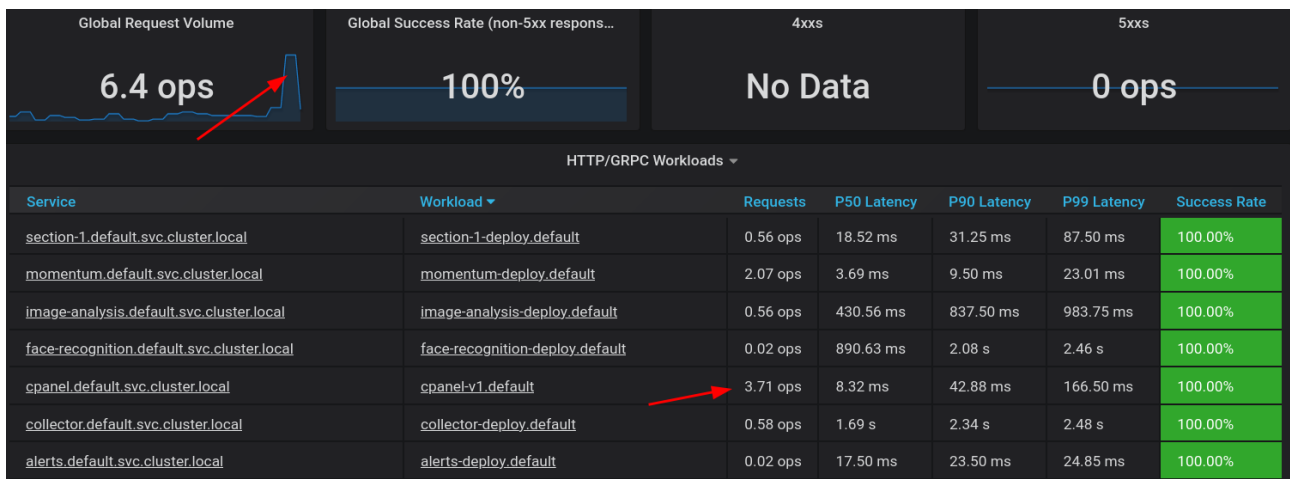 Global Request Volume Global Success Rate (non-5xx respons... 4xxs 5xxs
6.4 ops 100% No Data 0 ops
HTTP/GRPC Workloads
Service Workload Requests P50 Latency P90 Latency P99 Latency Success Rate
section-1.default.svc.cluster.local section-1-deploy.default 0.56 ops 18.52 ms 31.25 ms 87.50 ms 100.00%
momentum.default.svc.cluster.local momentum-deploy.default 2.07 ops 3.69 ms 9.50 ms 23.01 ms 100.00%
image-analysis.default.svc.cluster.local image-analysis-deploy.default 0.56 ops 430.56 ms 837.50 ms 983.75 ms 100.00%
face-recognition.default.svc.cluster.local face-recognition-deploy.default 0.02 ops 890.63 ms 2.08 s 2.46 s 100.00%
cpanel.default.svc.cluster.local cpanel-v1.default 3.71 ops 8.32 ms 42.88 ms 166.50 ms 100.00%
collector.default.svc.cluster.local collector-deploy.default 0.58 ops 1.69 s 2.34 s 2.48 s 100.00%
alerts.default.svc.cluster.local alerts-deploy.default 0.02 ops 17.50 ms 23.50 ms 24.85 ms 100.00%